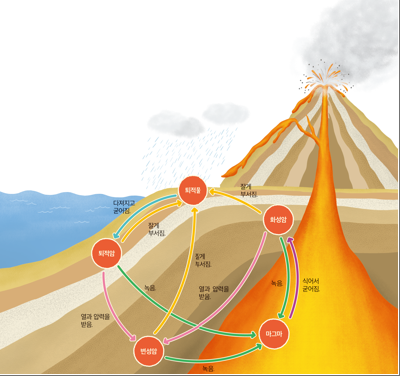 퇴적물
잘게
부서짐.
다져지고
굳어짐.
화성암
잘게
부서짐.
퇴적암
잘게
부서짐.
녹음.
열과 압력을
받음.
녹음.
식어서
굳어짐.
열과 압력을
받음.
마그마
변성암
녹음.